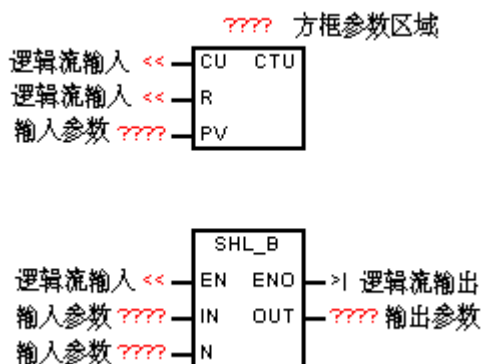 ???? 方框参数区域
逻辑流输入 << CU CTU
逻辑流输入 << R
输入参数 ???? PV
SHL_B
逻辑流输入 << EN ENO >| 逻辑流输出
输入参数 ???? IN OUT ???? 输出参数
输入参数 ???? N